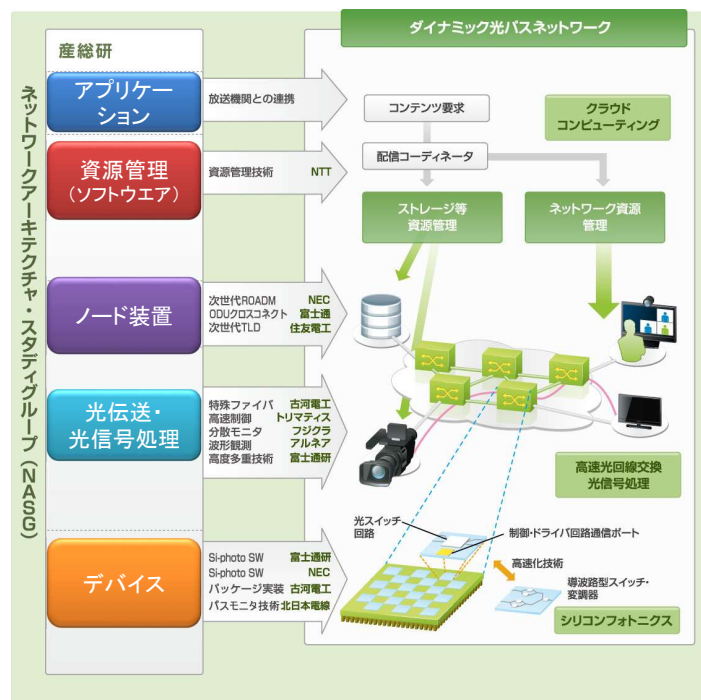 ネットワークアーキテクチャ・スタディグループ(NASG)
産総研
アプリケー
ション
資源管理
(ソフトウエア)
ノード装置
光伝送・
光信号処理
デバイス
放送機関との連携
資源管理技術 NTT
次世代ROADM NEC
ODUクロスコネクト 富士通
次世代TLD 住友電工
特殊ファイバ 古河電工
高速制御 トリマティス
分散モニタ フジクラ
波形観測 アルネア
高度多重技術 富士通研
Si-photo SW 富士通研
Si-photo SW NEC
パッケージ実装 古河電工
パスモニタ技術 北日本電線
ダイナミック光パスネットワーク
コンテンツ要求
クラウド
コンピューティング
配信コーディネータ
ストレージ等
資源管理
ネットワーク資源
管理
高速光回線交換
光信号処理
光スイッチ
回路
制御・ドライバ回路通信ポート
高速化技術
導波路型スイッチ・
変調器
シリコンフォトニクス